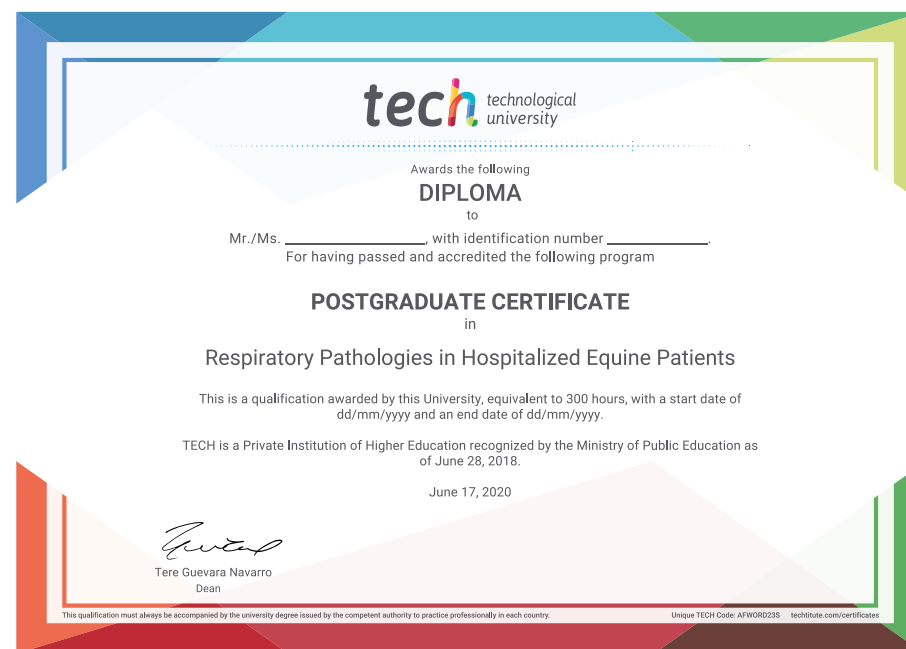 tech technological
university
Awards the following
DIPLOMA
to
Mr./Ms. ____________________, with identification number ______________.
For having passed and accredited the following program
POSTGRADUATE CERTIFICATE
in
Respiratory Pathologies in Hospitalized Equine Patients
This is a qualification awarded by this University, equivalent to 300 hours, with a start date of
dd/mm/yyyy and an end date of dd/mm/yyyy.
TECH is a Private Institution of Higher Education recognized by the Ministry of Public Education as
of June 28, 2018.
June 17, 2020
Tere Guevara Navarro
Dean
This qualification must always be accompanied by the university degree issued by the competent authority to practice professionally in each country. Unique TECH Code: AFWORD23S techtitute.com/certificates